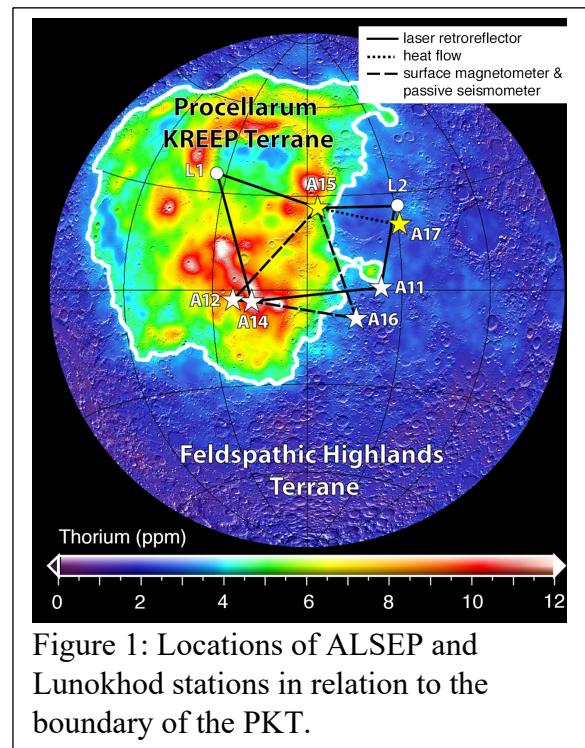 laser retroreflector
heat flow
surface magnetometer &
passive seismometer
Procellarum
KREEP Terrane
L1
A15
L2
A17
A11
A12
A14
A16
Feldspathic Highlands
Terrane
Thorium (ppm)
0 2 4 6 8 10 12
Figure 1: Locations of ALSEP and
Lunokhod stations in relation to the
boundary of the PKT.